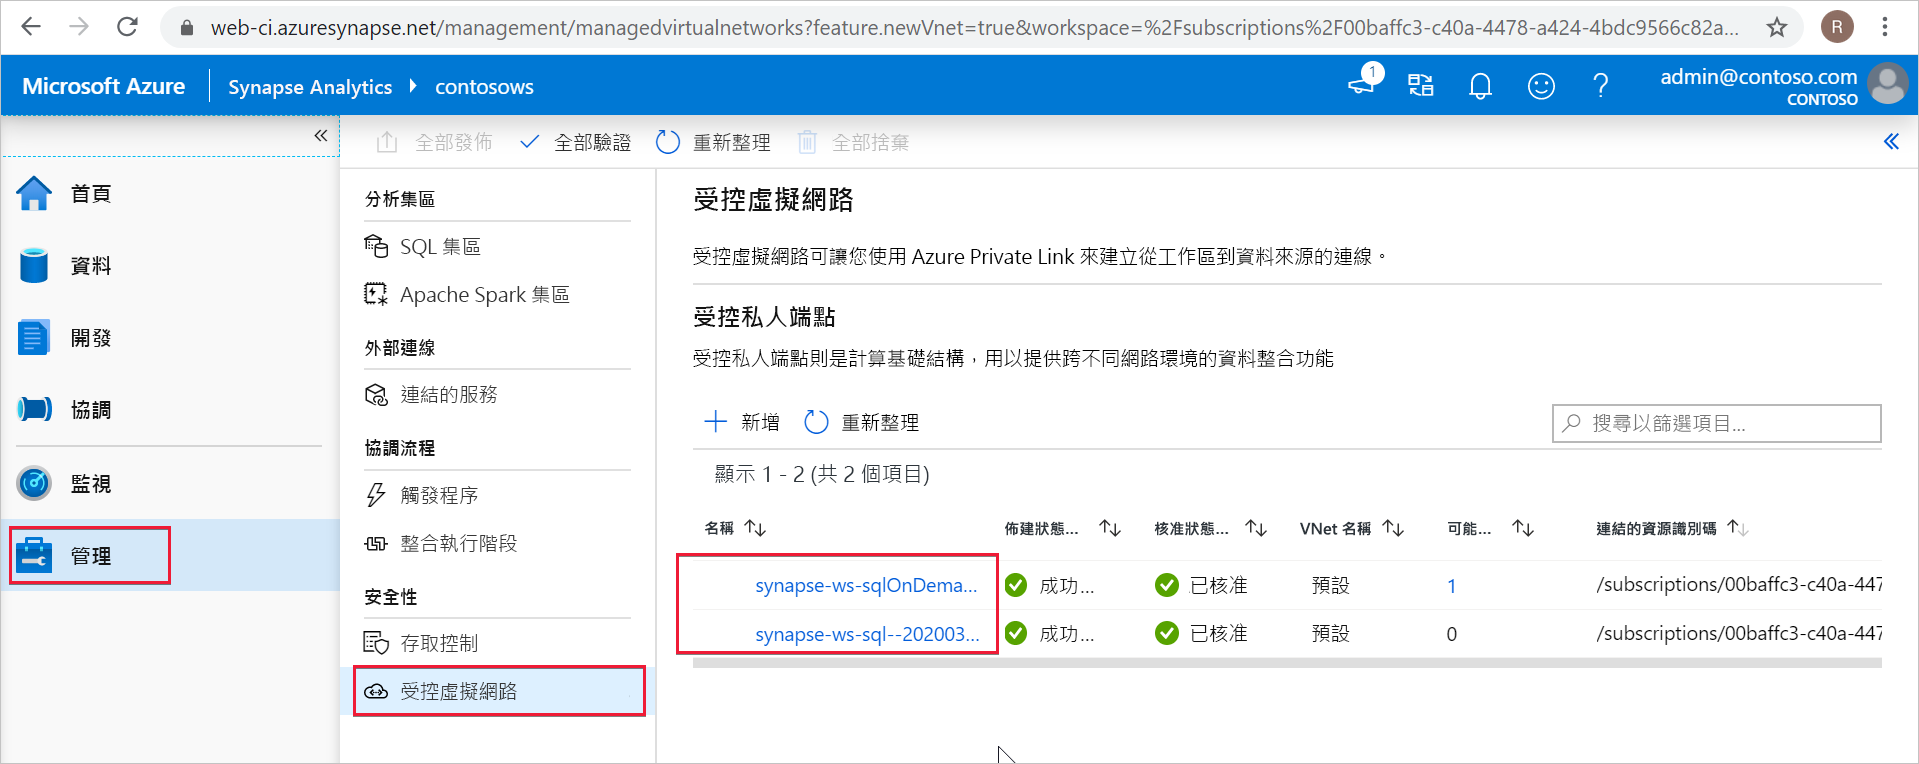 web-ci.azuresynapse.net/management/managedvirtualnetworks?feature.newVnet=true&workspace=%2Fsubscriptions%2F00baffc3-c40a-4478-a424-4bdc9566c82a...
R
Microsoft Azure
Synapse Analytics
contosows
1
admin@contoso.com
CONTOSO
全部發佈
全部驗證
重新整理
全部捨棄
首頁
資料
開發
協調
監視
管理
分析集區
SQL 集區
Apache Spark 集區
外部連線
連結的服務
協調流程
觸發程序
整合執行階段
安全性
存取控制
受控虛擬網路
受控虛擬網路
受控虛擬網路可讓您使用 Azure Private Link 來建立從工作區到資料來源的連線。
受控私人端點
受控私人端點則是計算基礎結構，用以提供跨不同網路環境的資料整合功能
新增
重新整理
搜尋以篩選項目...
顯示 1 - 2 (共 2 個項目)
名稱 佈建狀態... 核准狀態... VNet 名稱 可能... 連結的資源識別碼
synapse-ws-sqlOnDema... 成功... 已核准 預設 1 /subscriptions/00baffc3-c40a-447
synapse-ws-sql--202003... 成功... 已核准 預設 0 /subscriptions/00baffc3-c40a-447